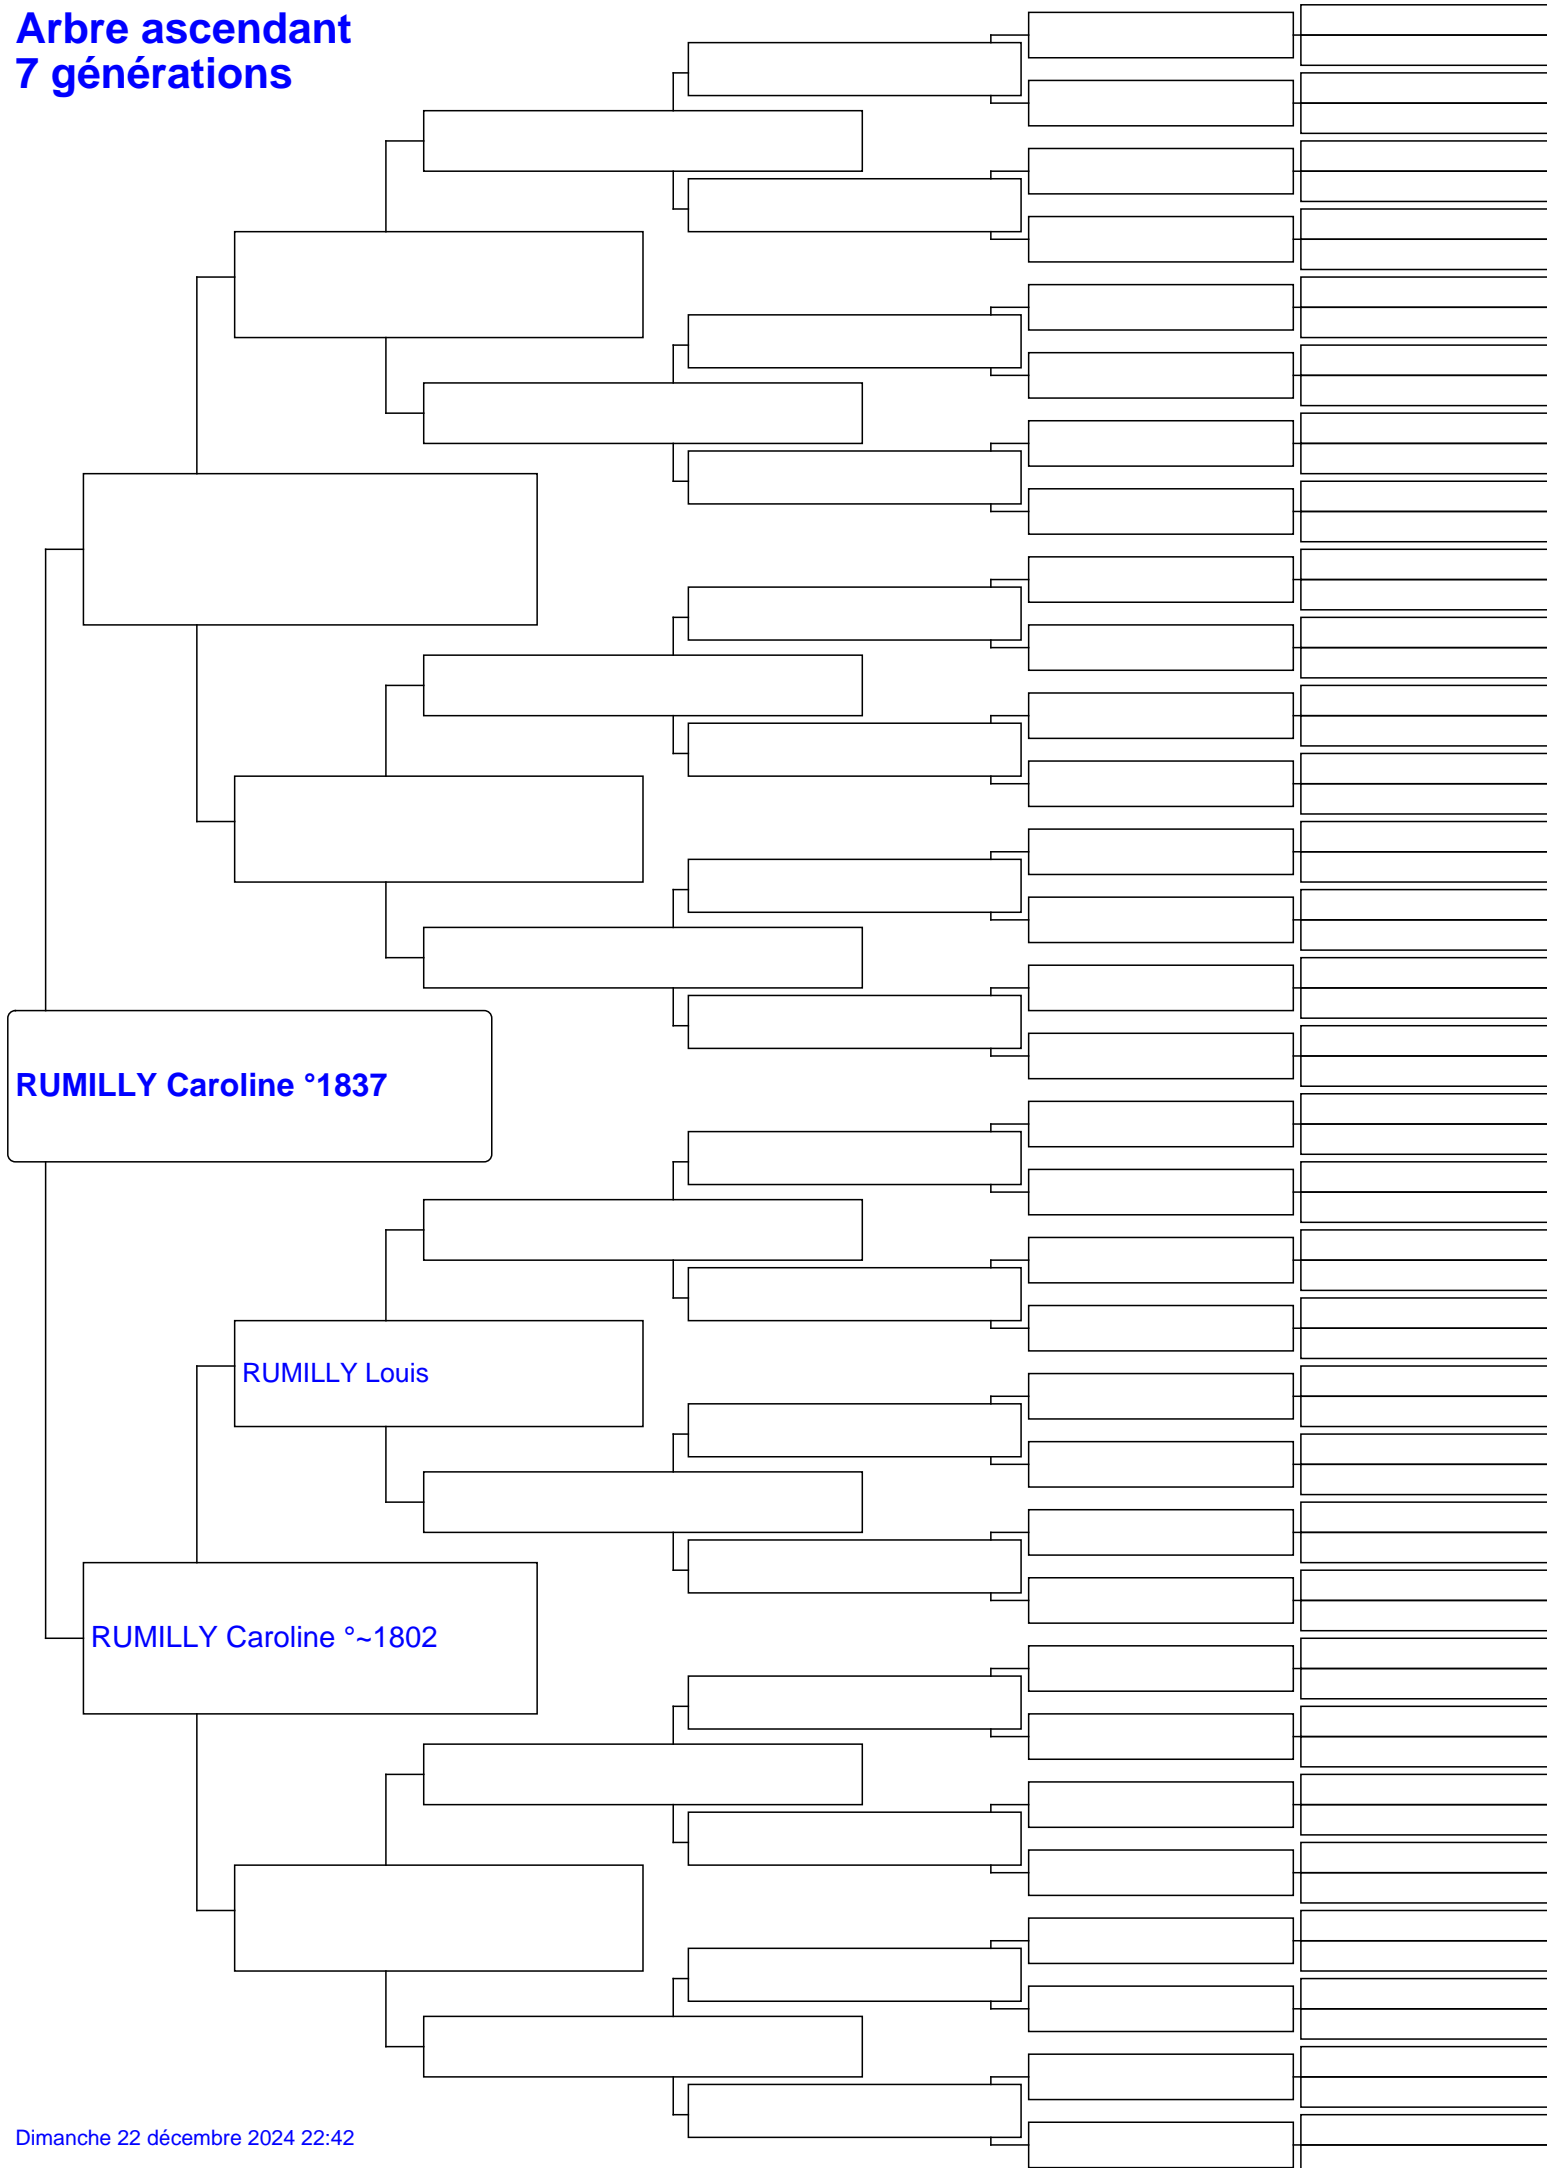 Arbre ascendant
7 générations
RUMILLY Caroline °1837
RUMILLY Louis
RUMILLY Caroline °~1802
Dimanche 22 décembre 2024 22:42